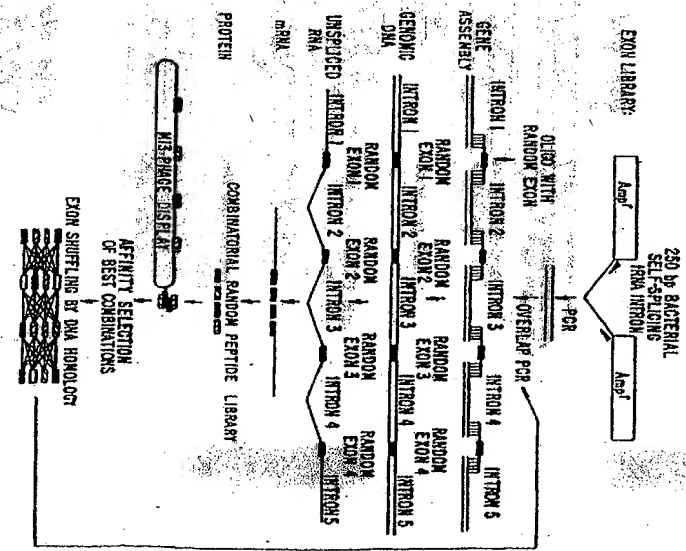 EXON LIBRARY:
250 bp BACTERIAL
SELF-SPLICING
tRNA INTRON
Ampr
Ampr
PCR
OLIGO WITH
RANDOM EXON
OVERLAP PCR
GENE
ASSEMBLY
INTRON 1
INTRON 2
INTRON 3
INTRON 4
INTRON 5
GENOMIC
DNA
INTRON 1
RANDOM
EXON 1
INTRON 2
RANDOM
EXON 2
INTRON 3
RANDOM
EXON 3
INTRON 4
RANDOM
EXON 4
INTRON 5
UNSPLICED
RNA
INTRON 1
RANDOM
EXON 1
INTRON 2
RANDOM
EXON 2
INTRON 3
RANDOM
EXON 3
INTRON 4
RANDOM
EXON 4
INTRON 5
mRNA
PROTEIN
COMBINATORIAL RANDOM PEPTIDE LIBRARY
M13-PHAGE DISPLAY
AFFINITY SELECTION
OF BEST COMBINATIONS
EXON SHUFFLING BY DNA HOMOLOGY